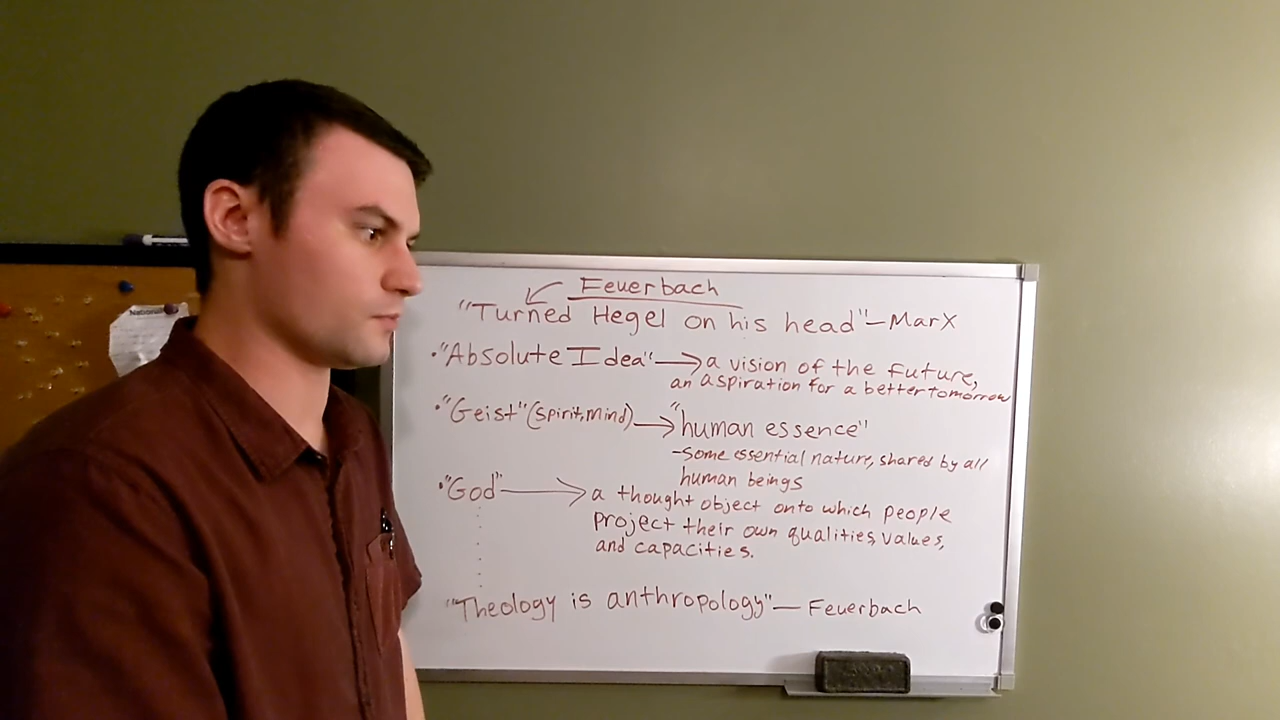 National
Feuerbach
"Turned Hegel on his head"—Marx
• "Absolute Idea" → a vision of the future,
an aspiration for a better tomorrow
• "Geist" (spirit, mind) → "human essence"
- some essential nature, shared by all
human beings
• "God" → a thought object onto which people
project their own qualities, values,
and capacities.
"Theology is anthropology" — Feuerbach